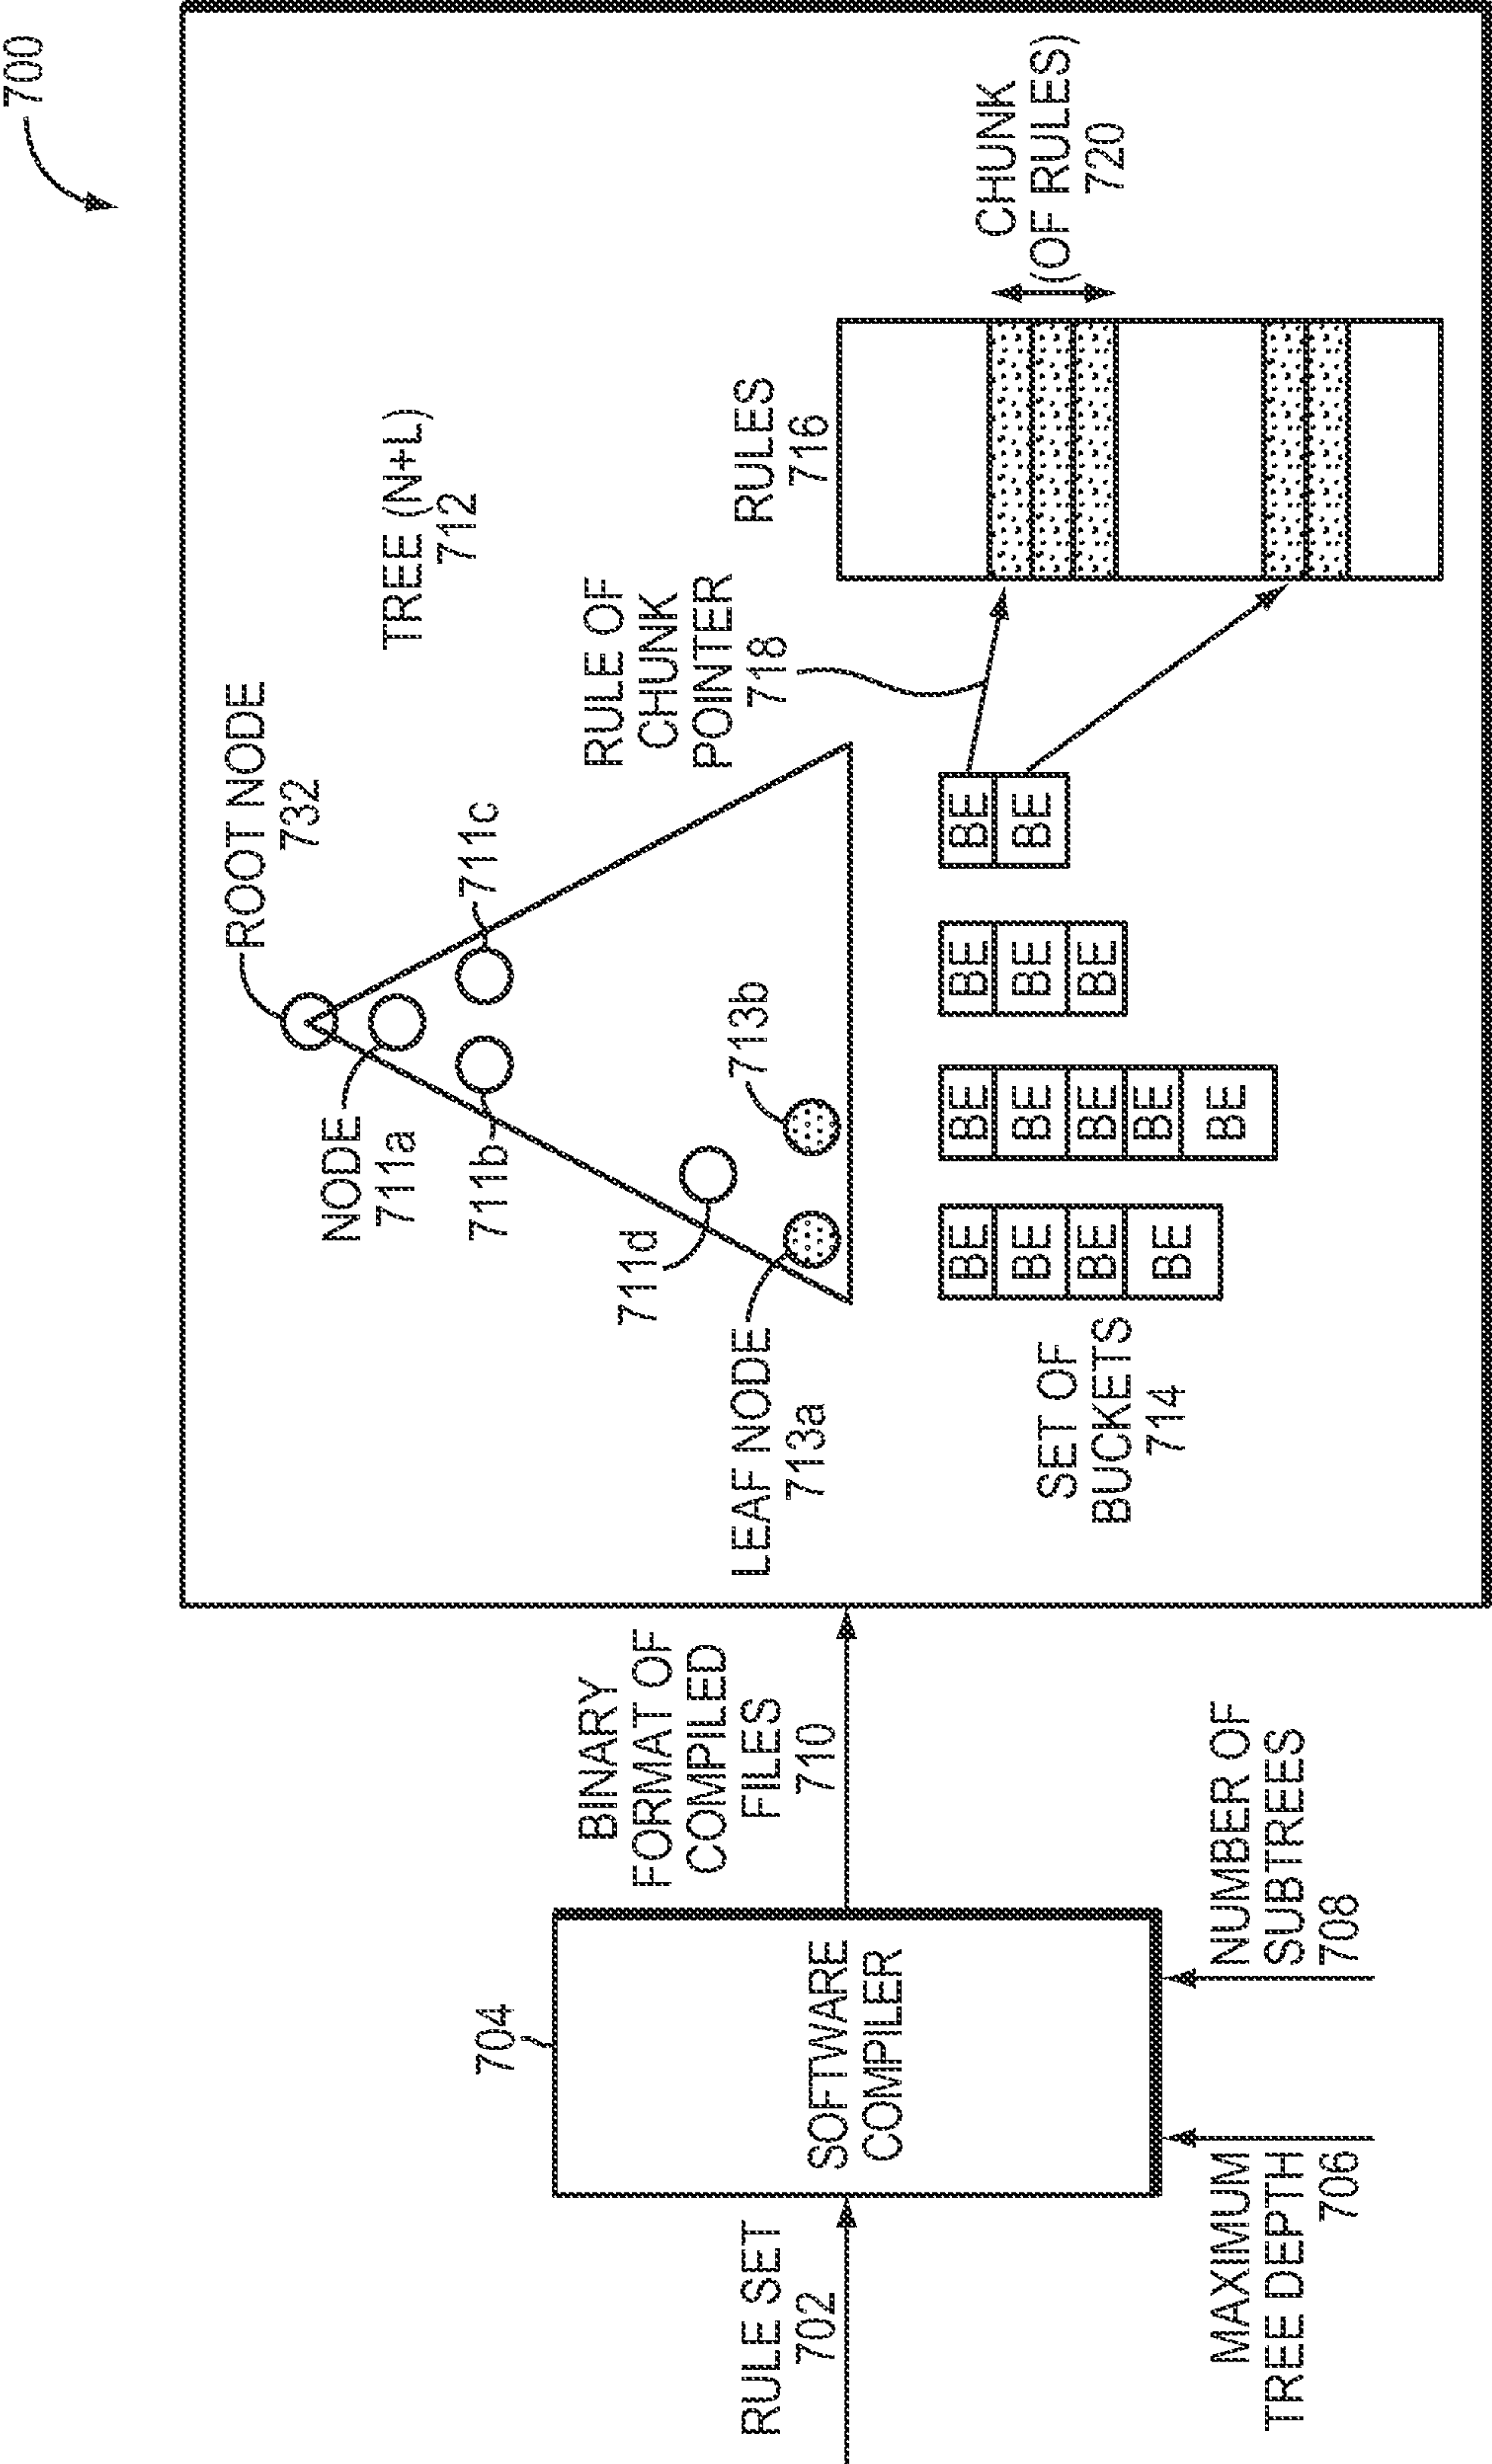 700
RULE SET
702
704
SOFTWARE
COMPILER
MAXIMUM
TREE DEPTH
706
NUMBER OF
SUBTREES
708
BINARY
FORMAT OF
COMPILED
FILES
710
ROOT NODE
732
NODE
711a
711b
711c
TREE (N+L)
712
711d
LEAF NODE
713a
713b
RULE OF
CHUNK
POINTER
718
RULES
716
CHUNK
(OF RULES)
720
SET OF
BUCKETS
714
BE
BE
BE
BE
BE
BE
BE
BE
BE
BE
BE
BE
BE
BE